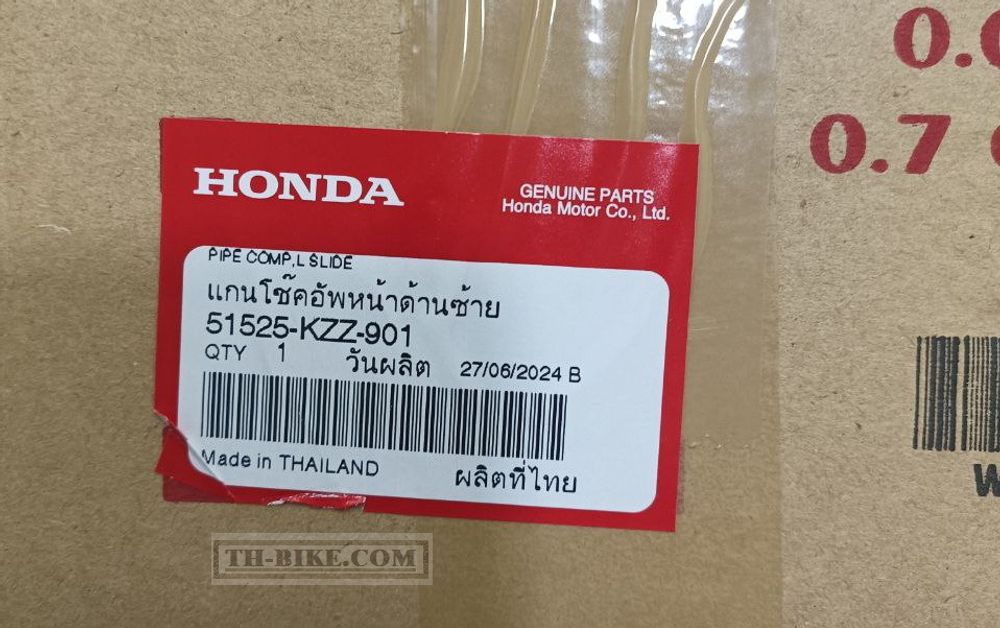 HONDA
GENUINE PARTS
Honda Motor Co., Ltd.
PIPE COMP,L SLIDE
แกนโช๊คอัพหน้าด้านซ้าย
51525-KZZ-901
QTY 1 วันผลิต 27/06/2024 B
Made in THAILAND ผลิตที่ไทย
0.7
TH-BIKE.COM